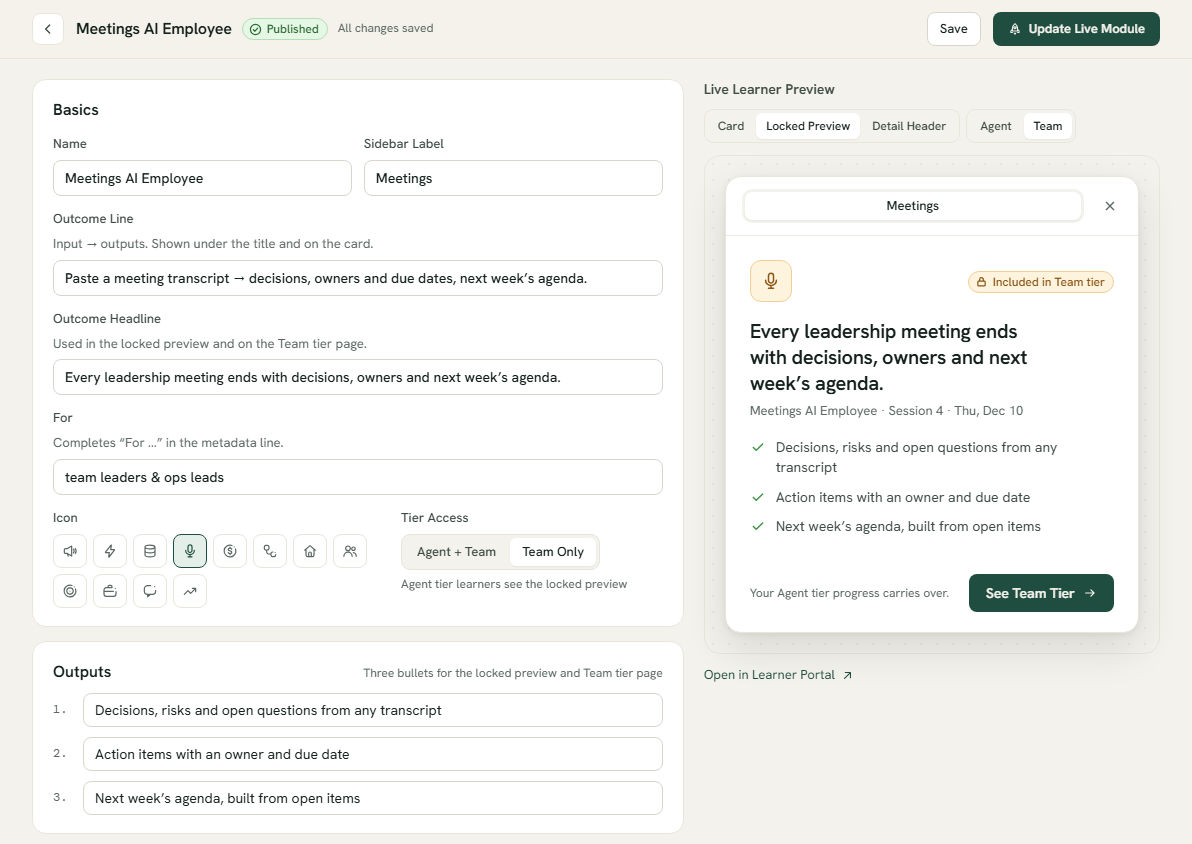 Meetings AI Employee
Published
All changes saved
Save
Update Live Module
Basics
Name
Sidebar Label
Meetings AI Employee
Meetings
Outcome Line
Input → outputs. Shown under the title and on the card.
Paste a meeting transcript → decisions, owners and due dates, next week’s agenda.
Outcome Headline
Used in the locked preview and on the Team tier page.
Every leadership meeting ends with decisions, owners and next week’s agenda.
For
Completes “For …” in the metadata line.
team leaders & ops leads
Icon
Tier Access
Agent + Team
Team Only
Agent tier learners see the locked preview
Outputs
Three bullets for the locked preview and Team tier page
1. Decisions, risks and open questions from any transcript
2. Action items with an owner and due date
3. Next week’s agenda, built from open items
Live Learner Preview
Card
Locked Preview
Detail Header
Agent
Team
Meetings
Included in Team tier
Every leadership meeting ends
with decisions, owners and next
week’s agenda.
Meetings AI Employee · Session 4 · Thu, Dec 10
Decisions, risks and open questions from any
transcript
Action items with an owner and due date
Next week’s agenda, built from open items
Your Agent tier progress carries over.
See Team Tier →
Open in Learner Portal ↗